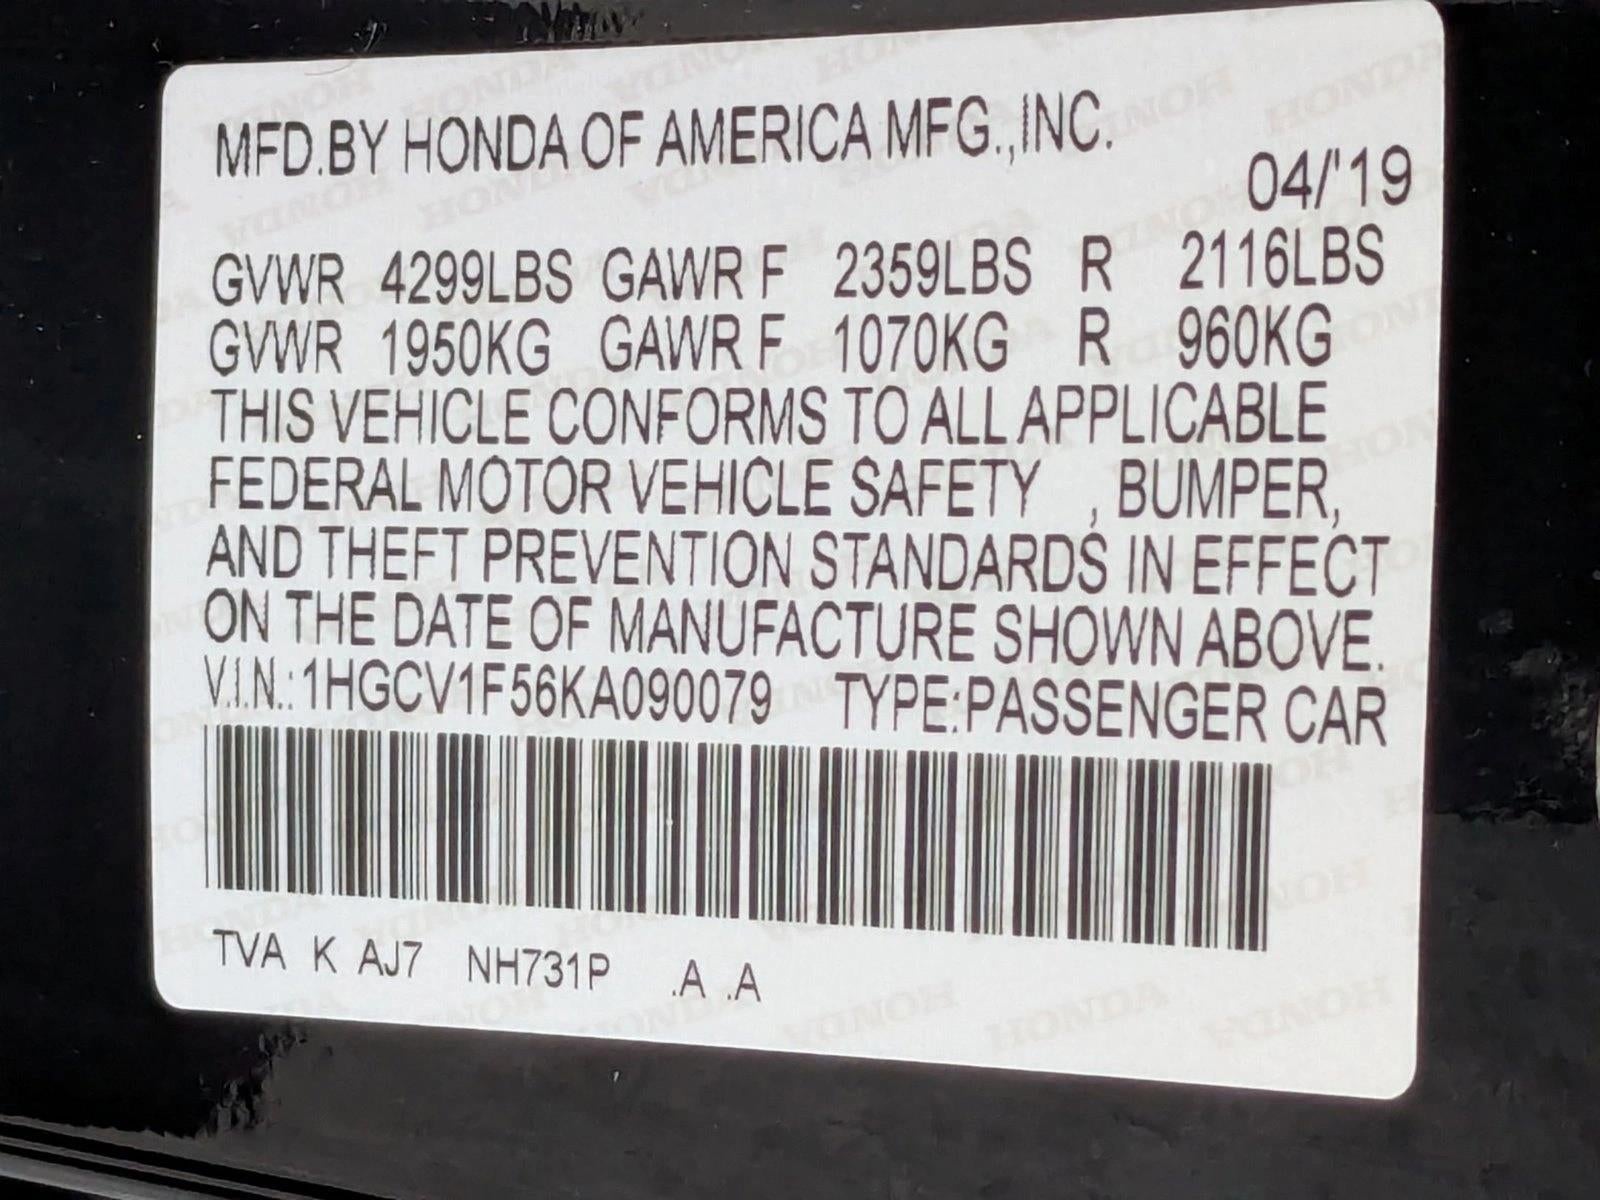 MFD.BY HONDA OF AMERICA MFG.,INC.
04/'19
GVWR 4299LBS GAWR F 2359LBS R 2116LBS
GVWR 1950KG GAWR F 1070KG R 960KG
THIS VEHICLE CONFORMS TO ALL APPLICABLE
FEDERAL MOTOR VEHICLE SAFETY , BUMPER,
AND THEFT PREVENTION STANDARDS IN EFFECT
ON THE DATE OF MANUFACTURE SHOWN ABOVE.
V.I.N.:1HGCV1F56KA090079 TYPE:PASSENGER CAR
TVA K AJ7 NH731P .A .A